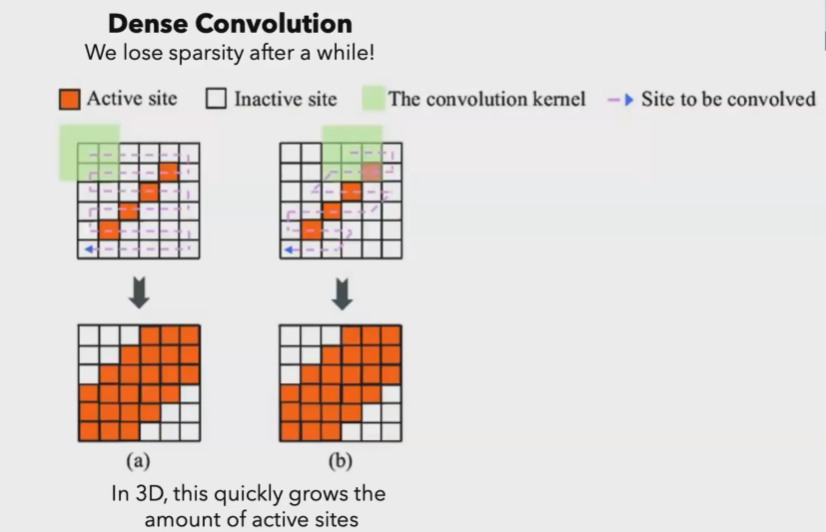 Dense Convolution
We lose sparsity after a while!
Active site Inactive site The convolution kernel Site to be convolved
(a) (b)
In 3D, this quickly grows the
amount of active sites